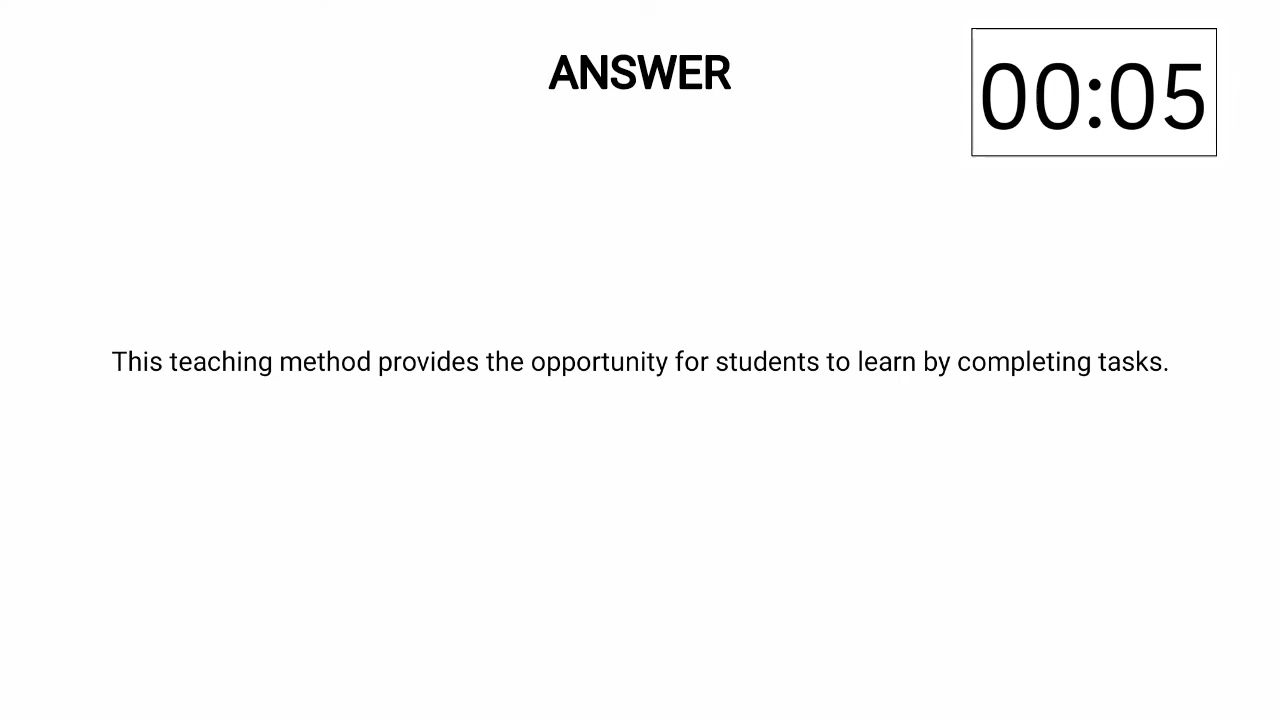 ANSWER
00:05
This teaching method provides the opportunity for students to learn by completing tasks.